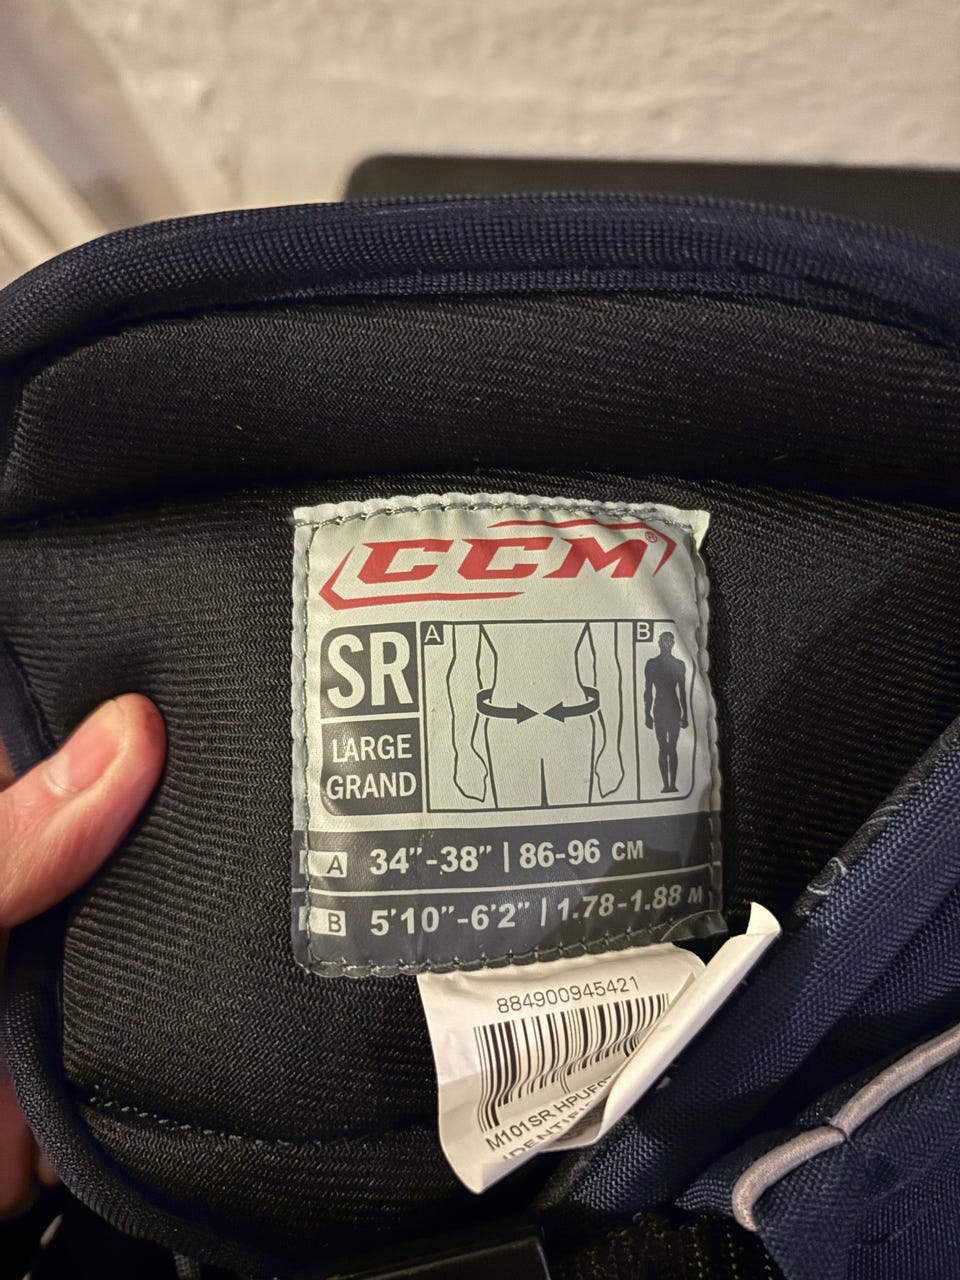 CCM®
SR
LARGE
GRAND
A
B
A 34"-38" | 86-96 CM
B 5'10"-6'2" | 1.78-1.88 M
884900945421
M101SR